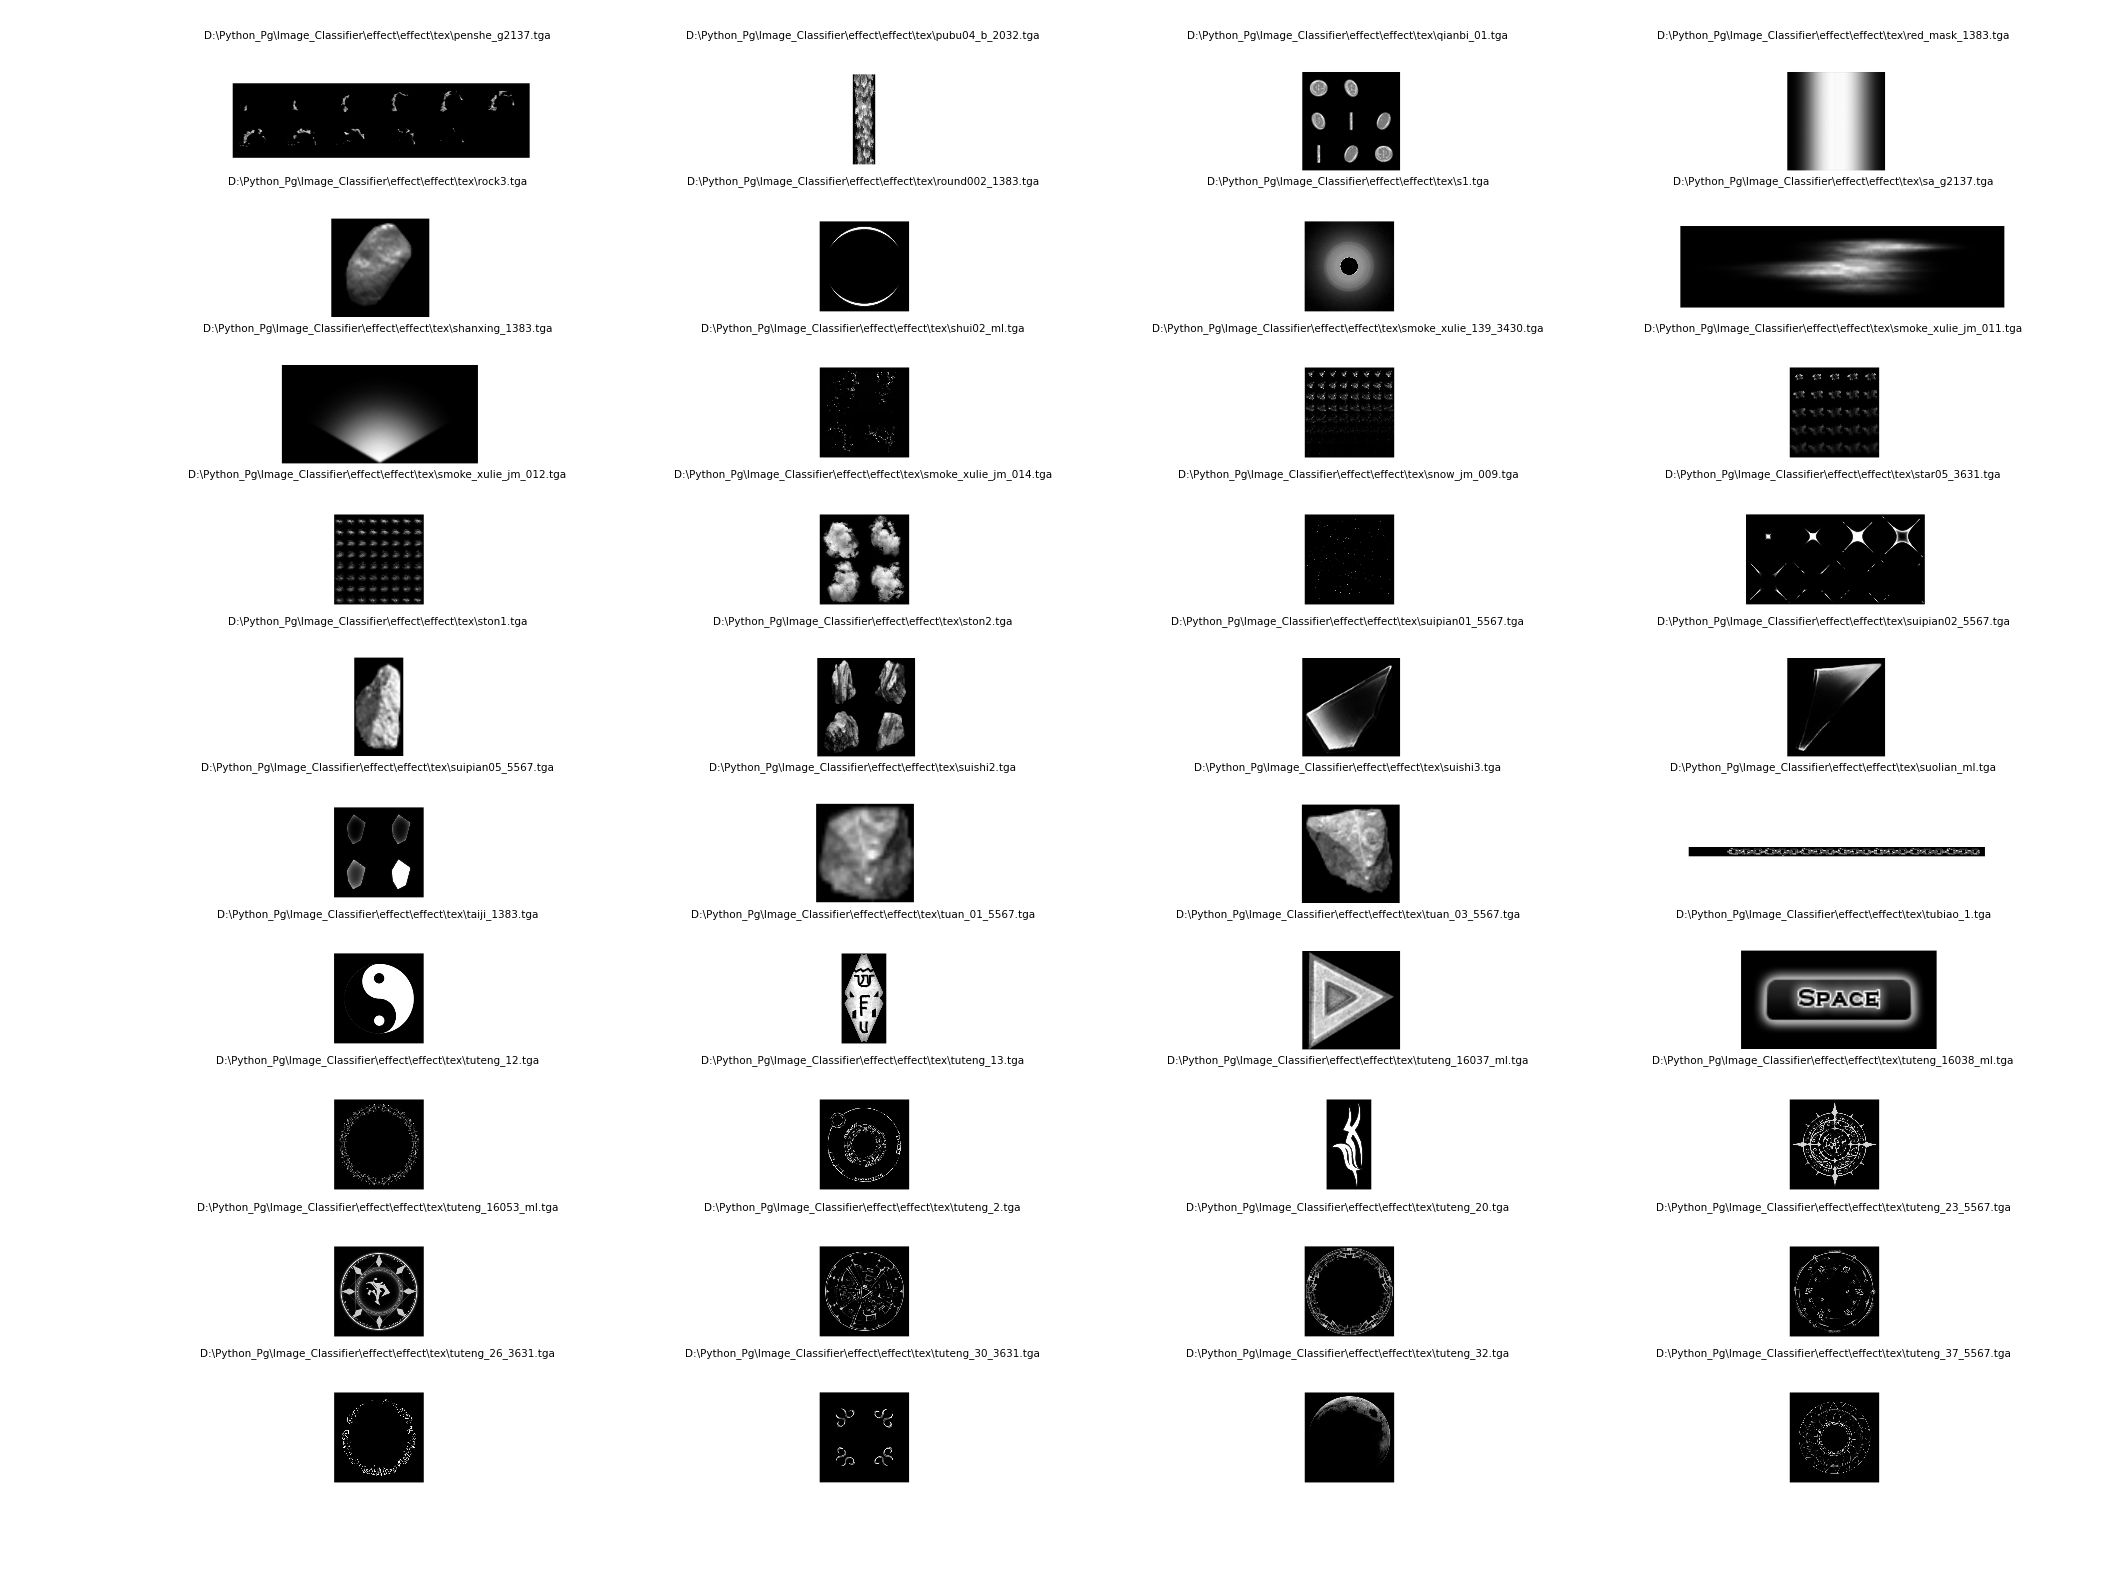 D:\Python_Pg\Image_Classifier\effect\effect\tex\penshe_g2137.tga
D:\Python_Pg\Image_Classifier\effect\effect\tex\pubu04_b_2032.tga
D:\Python_Pg\Image_Classifier\effect\effect\tex\qianbi_01.tga
D:\Python_Pg\Image_Classifier\effect\effect\tex\red_mask_1383.tga
D:\Python_Pg\Image_Classifier\effect\effect\tex\rock3.tga
D:\Python_Pg\Image_Classifier\effect\effect\tex\round002_1383.tga
D:\Python_Pg\Image_Classifier\effect\effect\tex\s1.tga
D:\Python_Pg\Image_Classifier\effect\effect\tex\sa_g2137.tga
D:\Python_Pg\Image_Classifier\effect\effect\tex\shanxing_1383.tga
D:\Python_Pg\Image_Classifier\effect\effect\tex\shui02_ml.tga
D:\Python_Pg\Image_Classifier\effect\effect\tex\smoke_xulie_139_3430.tga
D:\Python_Pg\Image_Classifier\effect\effect\tex\smoke_xulie_jm_011.tga
D:\Python_Pg\Image_Classifier\effect\effect\tex\smoke_xulie_jm_012.tga
D:\Python_Pg\Image_Classifier\effect\effect\tex\smoke_xulie_jm_014.tga
D:\Python_Pg\Image_Classifier\effect\effect\tex\snow_jm_009.tga
D:\Python_Pg\Image_Classifier\effect\effect\tex\star05_3631.tga
D:\Python_Pg\Image_Classifier\effect\effect\tex\ston1.tga
D:\Python_Pg\Image_Classifier\effect\effect\tex\ston2.tga
D:\Python_Pg\Image_Classifier\effect\effect\tex\suipian01_5567.tga
D:\Python_Pg\Image_Classifier\effect\effect\tex\suipian02_5567.tga
D:\Python_Pg\Image_Classifier\effect\effect\tex\suipian05_5567.tga
D:\Python_Pg\Image_Classifier\effect\effect\tex\suishi2.tga
D:\Python_Pg\Image_Classifier\effect\effect\tex\suishi3.tga
D:\Python_Pg\Image_Classifier\effect\effect\tex\suolian_ml.tga
D:\Python_Pg\Image_Classifier\effect\effect\tex\taiji_1383.tga
D:\Python_Pg\Image_Classifier\effect\effect\tex\tuan_01_5567.tga
D:\Python_Pg\Image_Classifier\effect\effect\tex\tuan_03_5567.tga
D:\Python_Pg\Image_Classifier\effect\effect\tex\tubiao_1.tga
SPACE
D:\Python_Pg\Image_Classifier\effect\effect\tex\tuteng_12.tga
D:\Python_Pg\Image_Classifier\effect\effect\tex\tuteng_13.tga
D:\Python_Pg\Image_Classifier\effect\effect\tex\tuteng_16037_ml.tga
D:\Python_Pg\Image_Classifier\effect\effect\tex\tuteng_16038_ml.tga
D:\Python_Pg\Image_Classifier\effect\effect\tex\tuteng_16053_ml.tga
D:\Python_Pg\Image_Classifier\effect\effect\tex\tuteng_2.tga
D:\Python_Pg\Image_Classifier\effect\effect\tex\tuteng_20.tga
D:\Python_Pg\Image_Classifier\effect\effect\tex\tuteng_23_5567.tga
D:\Python_Pg\Image_Classifier\effect\effect\tex\tuteng_26_3631.tga
D:\Python_Pg\Image_Classifier\effect\effect\tex\tuteng_30_3631.tga
D:\Python_Pg\Image_Classifier\effect\effect\tex\tuteng_32.tga
D:\Python_Pg\Image_Classifier\effect\effect\tex\tuteng_37_5567.tga